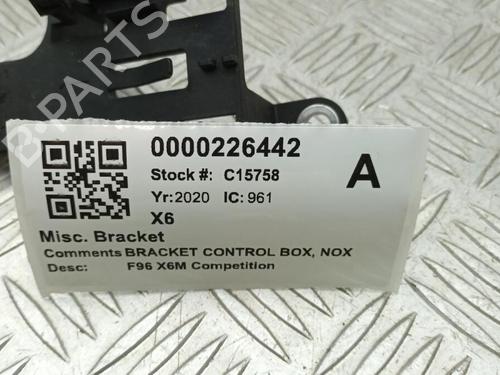 B-PARTS
0000226442
Stock #: C15758
A
Yr:2020 IC: 961
X6
Misc. Bracket
Comments BRACKET CONTROL BOX, NOX
Desc: F96 X6M Competition